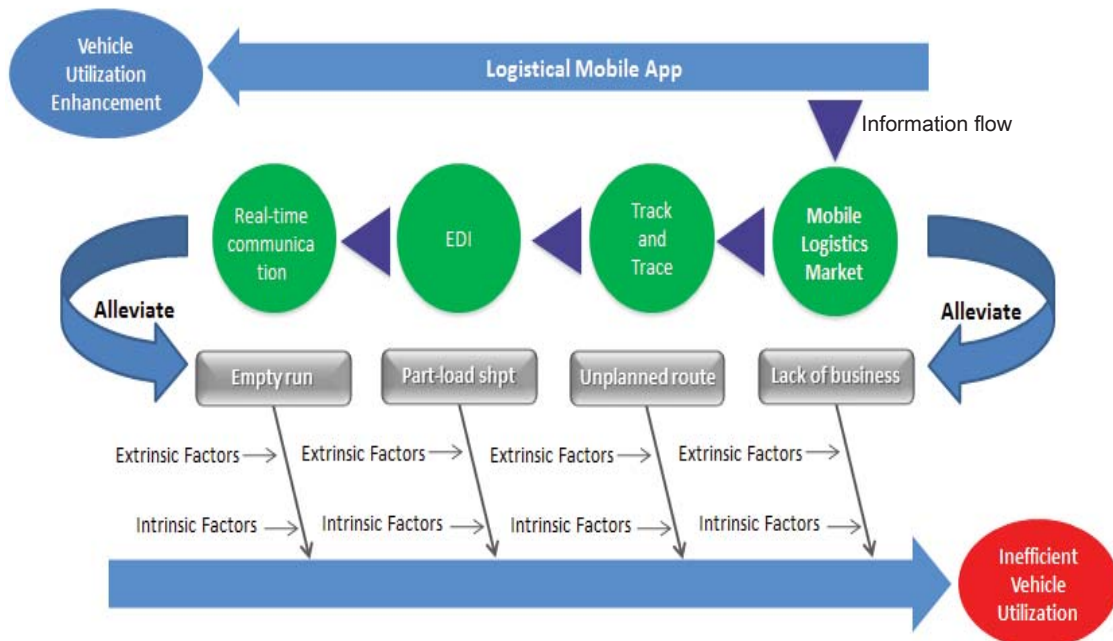 Vehicle
Utilization
Enhancement
Logistical Mobile App
Information flow
Real-time
communica
tion
EDI
Track
and
Trace
Mobile
Logistics
Market
Alleviate
Alleviate
Empty run
Part-load shpt
Unplanned route
Lack of business
Extrinsic Factors
Extrinsic Factors
Extrinsic Factors
Extrinsic Factors
Intrinsic Factors
Intrinsic Factors
Intrinsic Factors
Intrinsic Factors
Inefficient
Vehicle
Utilization